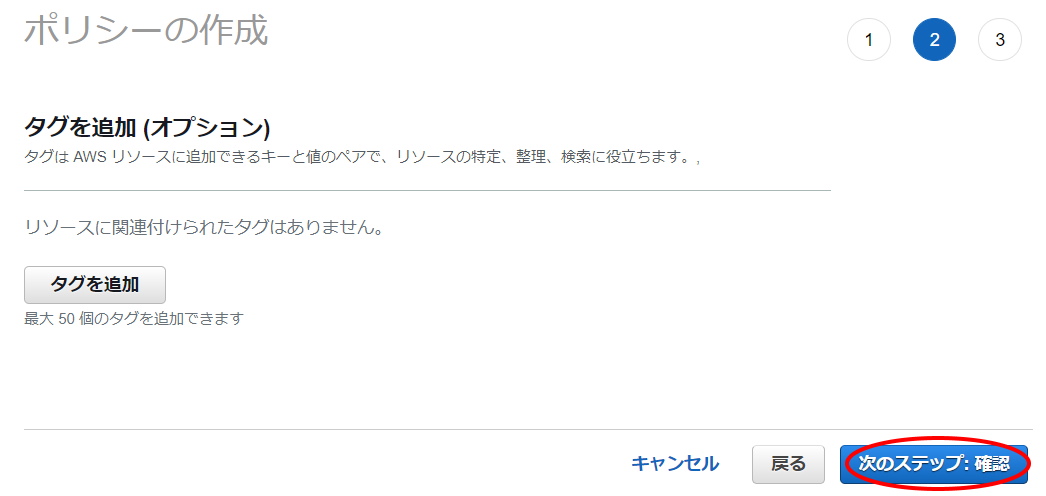 ポリシーの作成
1
2
3
タグを追加 (オプション)
タグは AWS リソースに追加できるキーと値のペアで、リソースの特定、整理、検索に役立ちます。,
リソースに関連付けられたタグはありません。
タグを追加
最大 50 個のタグを追加できます
キャンセル
戻る
次のステップ: 確認